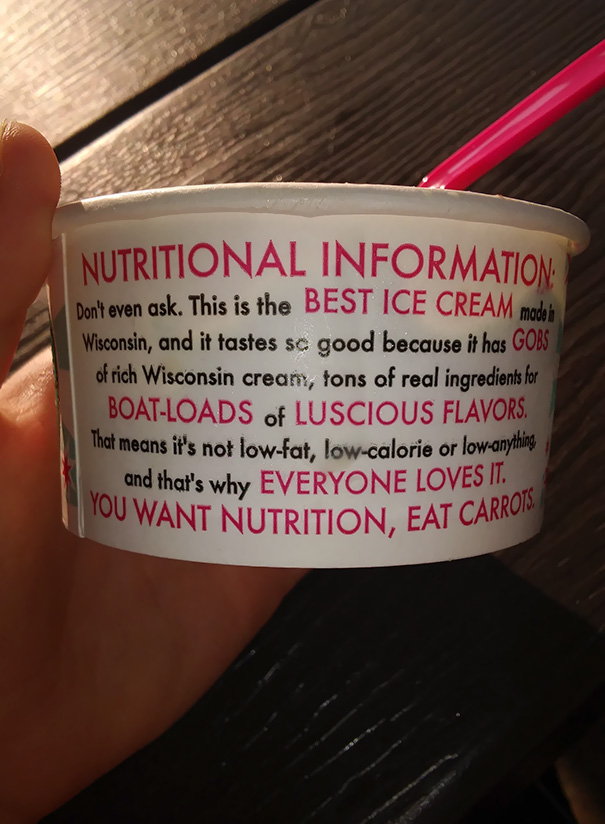 NUTRITIONAL INFORMATION:
Don't even ask. This is the BEST ICE CREAM made in
Wisconsin, and it tastes so good because it has GOBS
of rich Wisconsin cream, tons of real ingredients for
BOAT-LOADS of LUSCIOUS FLAVORS.
That means it's not low-fat, low-calorie or low-anything,
and that's why EVERYONE LOVES IT.
YOU WANT NUTRITION, EAT CARROTS.